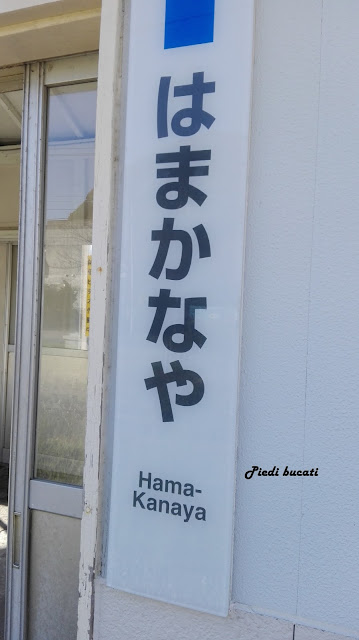 はまかなや
Hama-
Kanaya
Piedi bucati